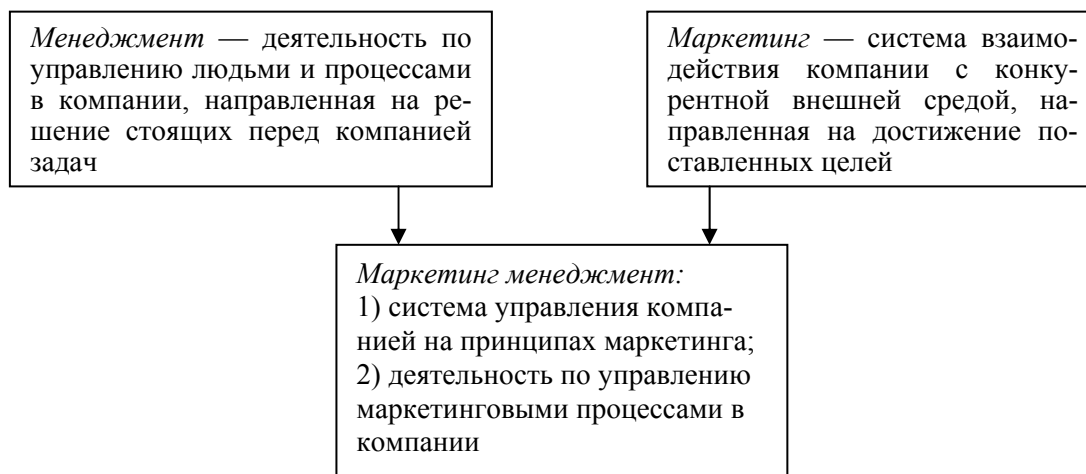 Менеджмент — деятельность по
управлению людьми и процессами
в компании, направленная на ре-
шение стоящих перед компанией
задач
Маркетинг — система взаимо-
действия компании с конку-
рентной внешней средой, на-
правленная на достижение по-
ставленных целей
Маркетинг менеджмент:
1) система управления компа-
нией на принципах маркетинга;
2) деятельность по управлению
маркетинговыми процессами в
компании